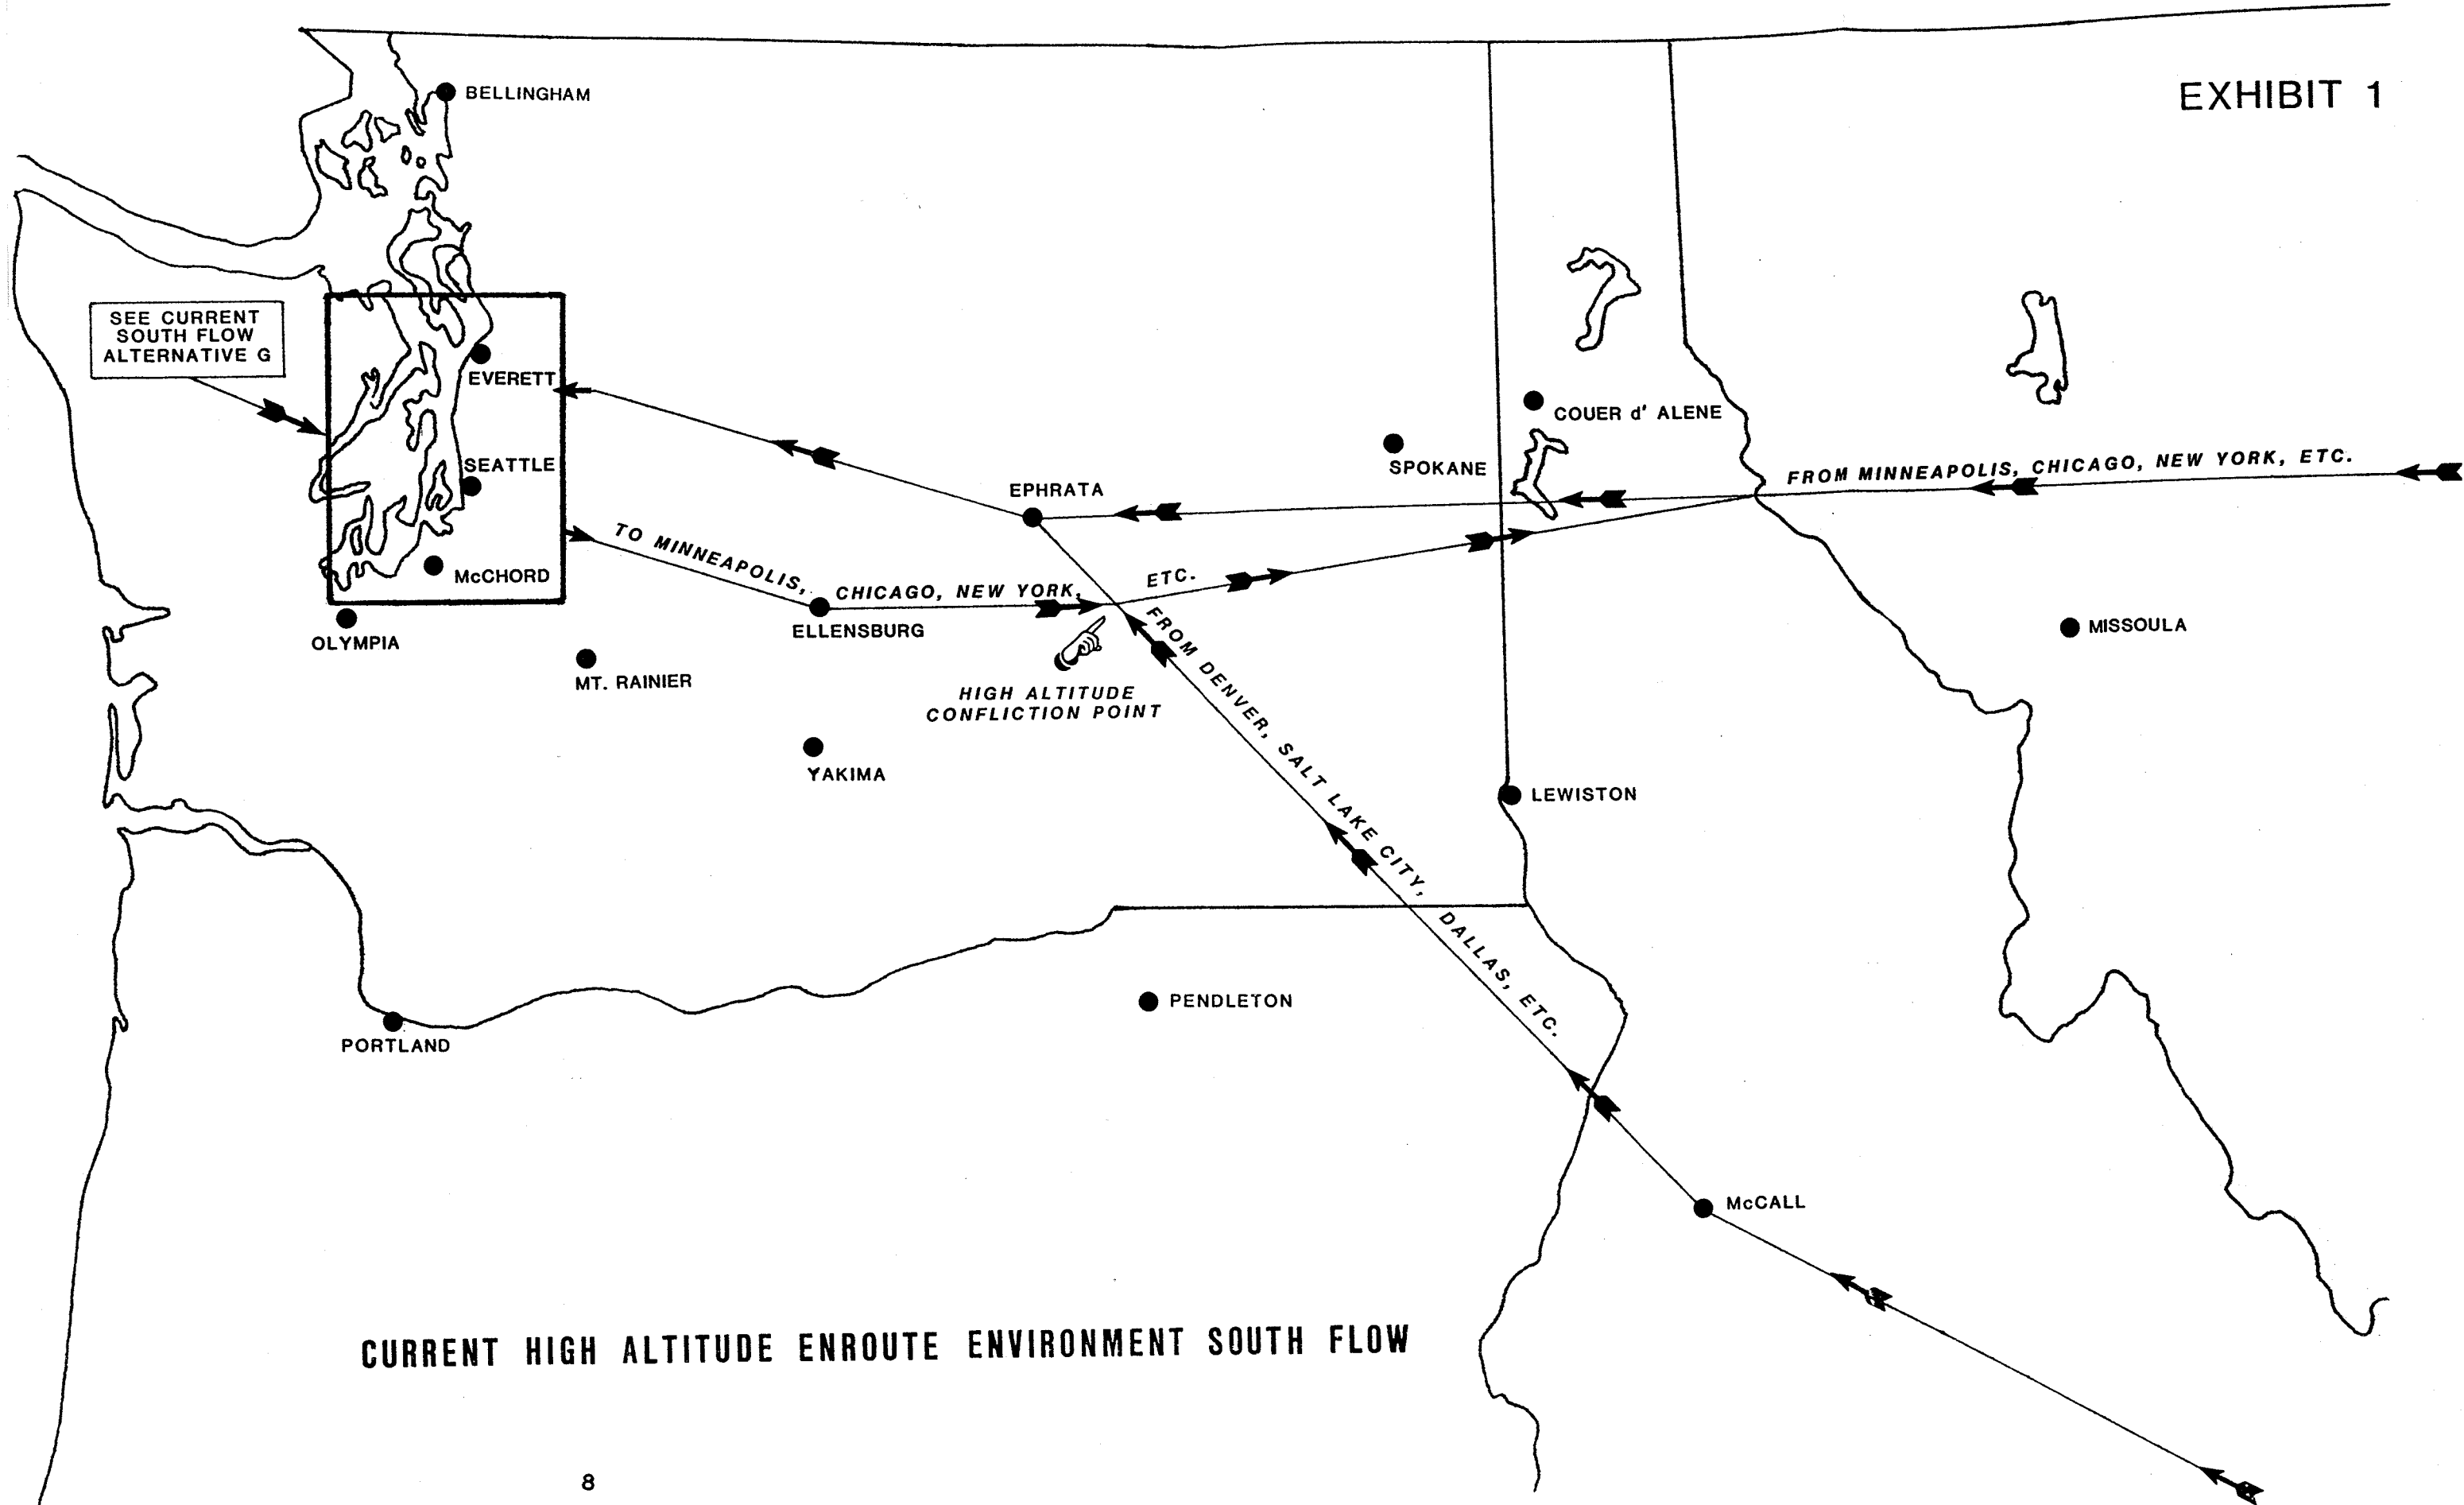 EXHIBIT 1
BELLINGHAM
SEE CURRENT
SOUTH FLOW
ALTERNATIVE G
EVERETT
COUER d' ALENE
SPOKANE
SEATTLE
FROM MINNEAPOLIS, CHICAGO, NEW YORK, ETC.
EPHRATA
TO MINNEAPOLIS, CHICAGO, NEW YORK, ETC.
McCHORD
ELLENSBURG
OLYMPIA
MISSOULA
MT. RAINIER
HIGH ALTITUDE
CONFLICTION POINT
FROM DENVER, SALT LAKE CITY, DALLAS, ETC.
YAKIMA
LEWISTON
PENDLETON
PORTLAND
McCALL
CURRENT HIGH ALTITUDE ENROUTE ENVIRONMENT SOUTH FLOW
8